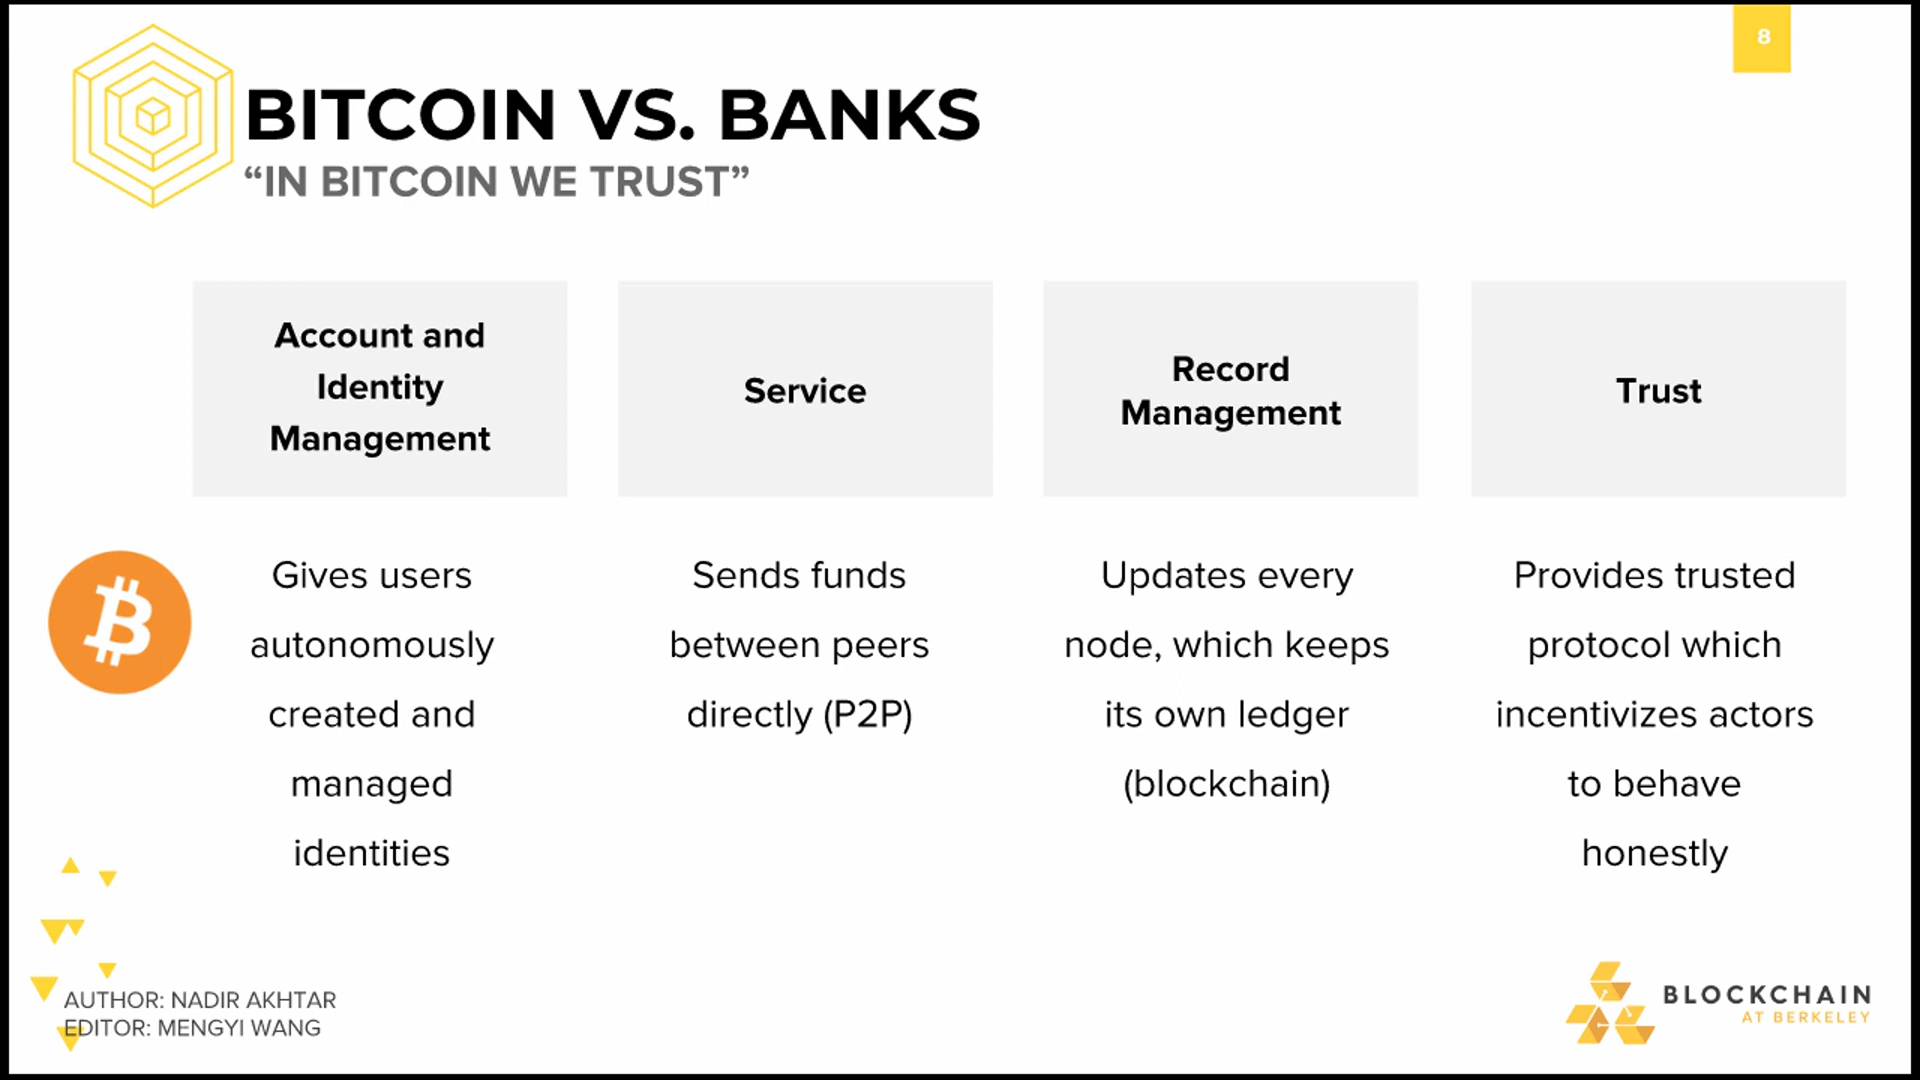 8
BITCOIN VS. BANKS
“IN BITCOIN WE TRUST”
Account and
Identity
Management
Service
Record
Management
Trust
Gives users
autonomously
created and
managed
identities
Sends funds
between peers
directly (P2P)
Updates every
node, which keeps
its own ledger
(blockchain)
Provides trusted
protocol which
incentivizes actors
to behave
honestly
AUTHOR: NADIR AKHTAR
EDITOR: MENGYI WANG
BLOCKCHAIN
AT BERKELEY